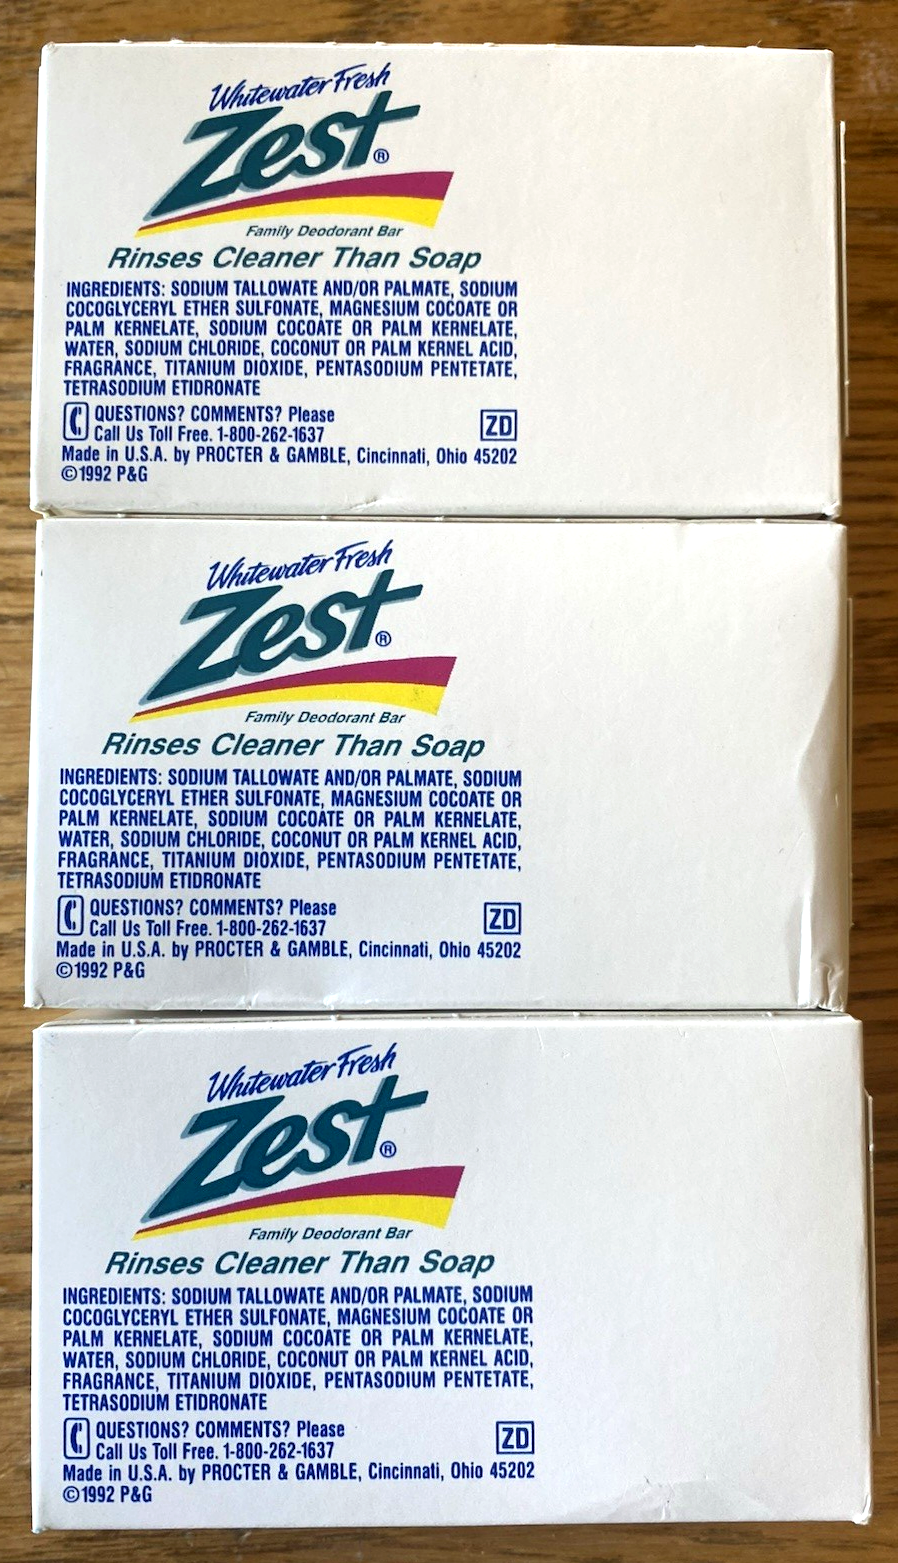 Whitewater Fresh
Zest®
Family Deodorant Bar
Rinses Cleaner Than Soap
INGREDIENTS: SODIUM TALLOWATE AND/OR PALMATE, SODIUM
COCOGLYCERYL ETHER SULFONATE, MAGNESIUM COCOATE OR
PALM KERNELATE, SODIUM COCOATE OR PALM KERNELATE,
WATER, SODIUM CHLORIDE, COCONUT OR PALM KERNEL ACID,
FRAGRANCE, TITANIUM DIOXIDE, PENTASODIUM PENTETATE,
TETRASODIUM ETIDRONATE
QUESTIONS? COMMENTS? Please
Call Us Toll Free. 1-800-262-1637
ZD
Made in U.S.A. by PROCTER & GAMBLE, Cincinnati, Ohio 45202
©1992 P&G
Whitewater Fresh
Zest®
Family Deodorant Bar
Rinses Cleaner Than Soap
INGREDIENTS: SODIUM TALLOWATE AND/OR PALMATE, SODIUM
COCOGLYCERYL ETHER SULFONATE, MAGNESIUM COCOATE OR
PALM KERNELATE, SODIUM COCOATE OR PALM KERNELATE,
WATER, SODIUM CHLORIDE, COCONUT OR PALM KERNEL ACID,
FRAGRANCE, TITANIUM DIOXIDE, PENTASODIUM PENTETATE,
TETRASODIUM ETIDRONATE
QUESTIONS? COMMENTS? Please
Call Us Toll Free. 1-800-262-1637
ZD
Made in U.S.A. by PROCTER & GAMBLE, Cincinnati, Ohio 45202
©1992 P&G
Whitewater Fresh
Zest®
Family Deodorant Bar
Rinses Cleaner Than Soap
INGREDIENTS: SODIUM TALLOWATE AND/OR PALMATE, SODIUM
COCOGLYCERYL ETHER SULFONATE, MAGNESIUM COCOATE OR
PALM KERNELATE, SODIUM COCOATE OR PALM KERNELATE,
WATER, SODIUM CHLORIDE, COCONUT OR PALM KERNEL ACID,
FRAGRANCE, TITANIUM DIOXIDE, PENTASODIUM PENTETATE,
TETRASODIUM ETIDRONATE
QUESTIONS? COMMENTS? Please
Call Us Toll Free. 1-800-262-1637
ZD
Made in U.S.A. by PROCTER & GAMBLE, Cincinnati, Ohio 45202
©1992 P&G